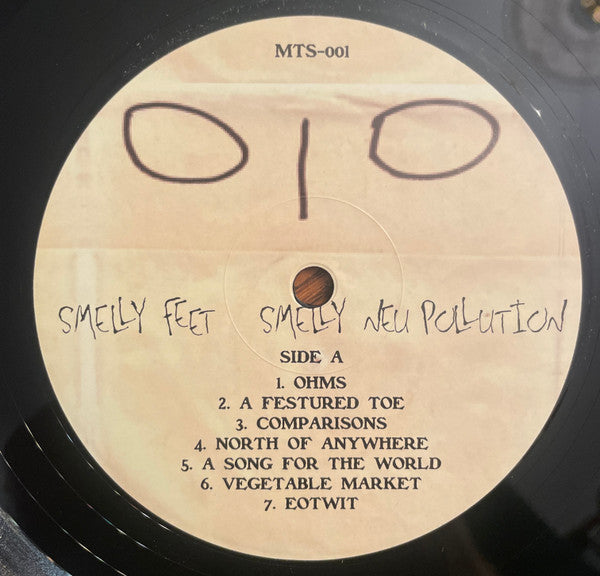 MTS-001
SMELLY FEET SMELLY NEU POLLUTION
SIDE A
1. OHMS
2. A FESTURED TOE
3. COMPARISONS
4. NORTH OF ANYWHERE
5. A SONG FOR THE WORLD
6. VEGETABLE MARKET
7. EOTWIT